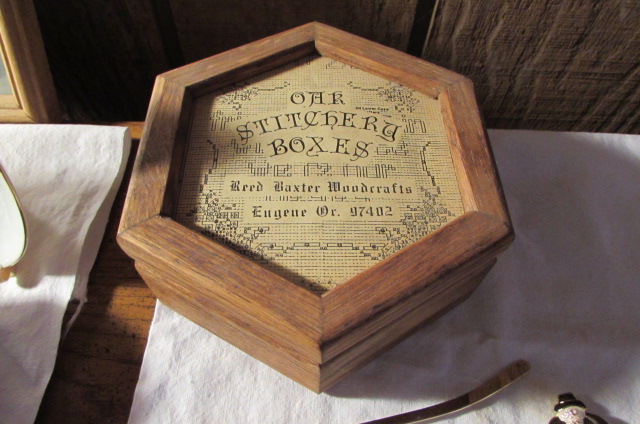 OAK
STITCHERY
BOXES
Reed Baxter Woodcrafts
Eugene Or. 97402